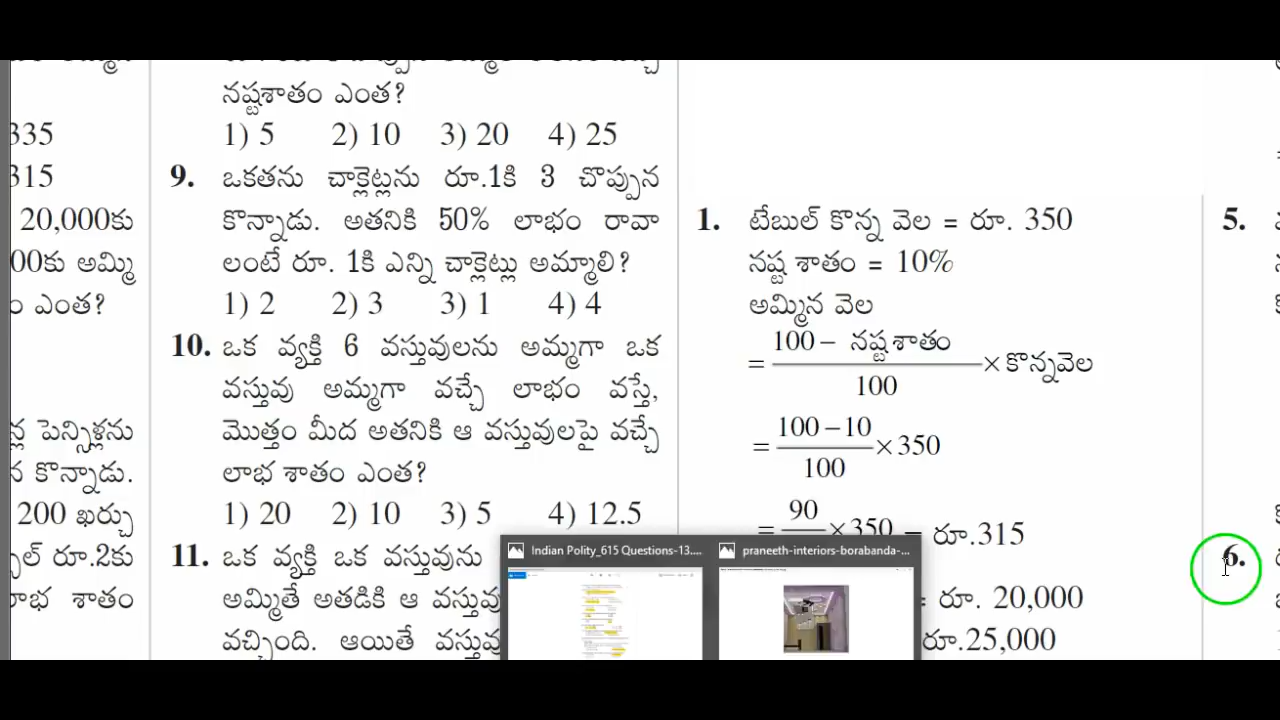 335
315
20,000కు
00కు అమ్మి
ఎంత?
పెన్సిళ్లను
కొన్నాడు.
200 ఖర్చు
రూ.2కు
శాతం
నష్టశాతం ఎంత?
1) 5 2) 10 3) 20 4) 25
9. ఒకతను చాక్లెట్లను రూ.1కి 3 చొప్పున
కొన్నాడు. అతనికి 50% లాభం రావా
లంటే రూ. 1కి ఎన్ని చాక్లెట్లు అమ్మాలి?
1) 2 2) 3 3) 1 4) 4
10. ఒక వ్యక్తి 6 వస్తువులను అమ్మగా ఒక
వస్తువు అమ్మగా వచ్చే లాభం వస్తే,
మొత్తం మీద అతనికి ఆ వస్తువులపై వచ్చే
లాభ శాతం ఎంత?
1) 20 2) 10 3) 5 4) 12.5
11. ఒక వ్యక్తి ఒక వస్తువును
అమ్మితే అతడికి ఆ
వచ్చింది. ఆయితే
1. టేబుల్ కొన్న వెల = రూ. 350
నష్ట శాతం = 10%
అమ్మిన వెల
= 100 – నష్టశాతం / 100 × కొన్నవెల
= 100 – 10 / 100 × 350
= 90 × 350 = రూ.315
= రూ. 20,000
రూ.25,000
5.
6.
Indian Polity_615 Questions-13....
praneeth-interiors-borabanda-...